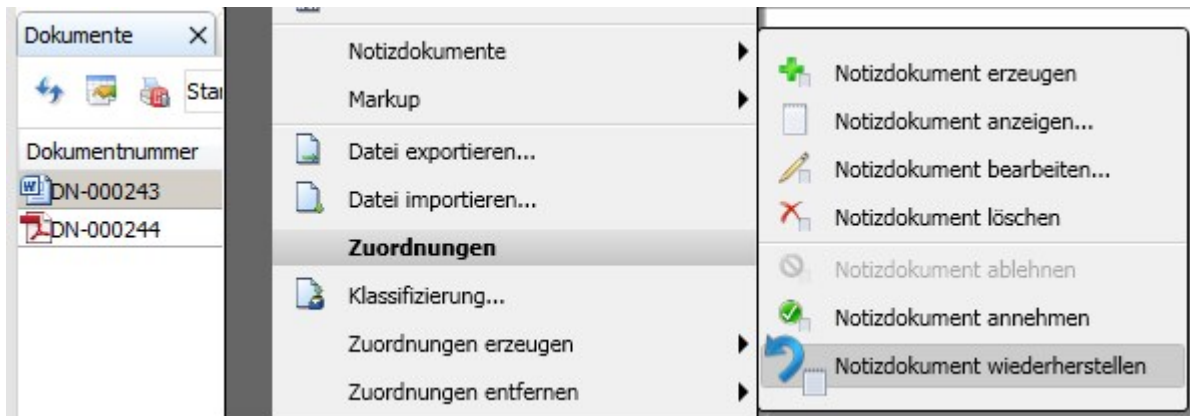 Dokumente
Star
Dokumentnummer
DN-000243
DN-000244
Notizdokumente
Markup
Datei exportieren...
Datei importieren...
Zuordnungen
Klassifizierung...
Zuordnungen erzeugen
Zuordnungen entfernen
Notizdokument erzeugen
Notizdokument anzeigen...
Notizdokument bearbeiten...
Notizdokument löschen
Notizdokument ablehnen
Notizdokument annehmen
Notizdokument wiederherstellen